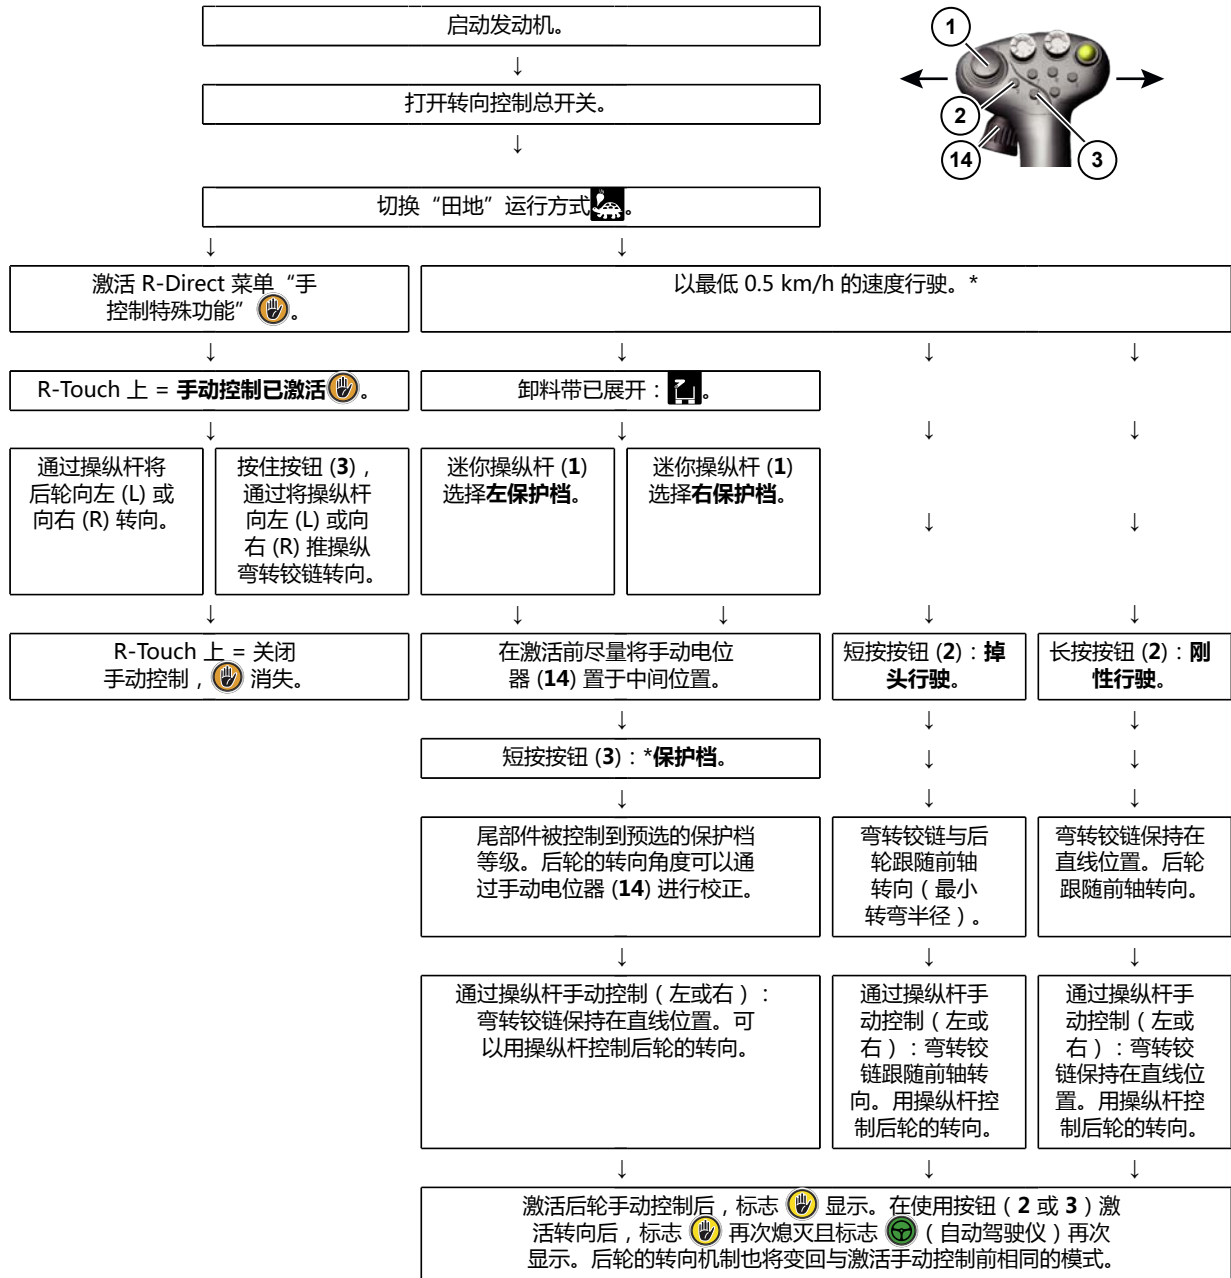 启动发动机。
↓
打开转向控制总开关。
↓
切换“田地”运行方式。
1
2
14
3
↓ ↓
激活 R-Direct 菜单“手
控制特殊功能”。
以最低 0.5 km/h 的速度行驶。*
↓ ↓ ↓ ↓
R-Touch 上 = 手动控制已激活。
卸料带已展开：。
↓ ↓ ↓ ↓
通过操纵杆将
后轮向左 (L) 或
向右 (R) 转向。
按住按钮 (3)，
通过将操纵杆
向左 (L) 或向
右 (R) 推操纵
弯转铰链转向。
迷你操纵杆 (1)
选择左保护档。
迷你操纵杆 (1)
选择右保护档。
↓ ↓
↓ ↓ ↓ ↓ ↓
R-Touch 上 = 关闭
手动控制， 消失。
在激活前尽量将手动电位
器 (14) 置于中间位置。
短按按钮 (2)：掉
头行驶。
长按按钮 (2)：刚
性行驶。
↓ ↓ ↓
短按按钮 (3)：*保护档。
↓ ↓
↓ ↓ ↓
尾部件被控制到预选的保护档
等级。后轮的转向角度可以通
过手动电位器 (14) 进行校正。
弯转铰链与后
轮跟随前轴
转向（最小
转弯半径）。
弯转铰链保持在
直线位置。后轮
跟随前轴转向。
↓ ↓ ↓
通过操纵杆手动控制（左或右）：
弯转铰链保持在直线位置。可
以用操纵杆控制后轮的转向。
通过操纵杆手
动控制（左或
右）：弯转铰
链跟随前轴转
向。用操纵杆控
制后轮的转向。
通过操纵杆手
动控制（左或
右）：弯转铰
链保持在直线位
置。用操纵杆控
制后轮的转向。
↓ ↓ ↓
激活后轮手动控制后，标志 显示。在使用按钮（2 或 3）激
活转向后，标志 再次熄灭且标志 （自动驾驶仪）再次
显示。后轮的转向机制也将变回与激活手动控制前相同的模式。